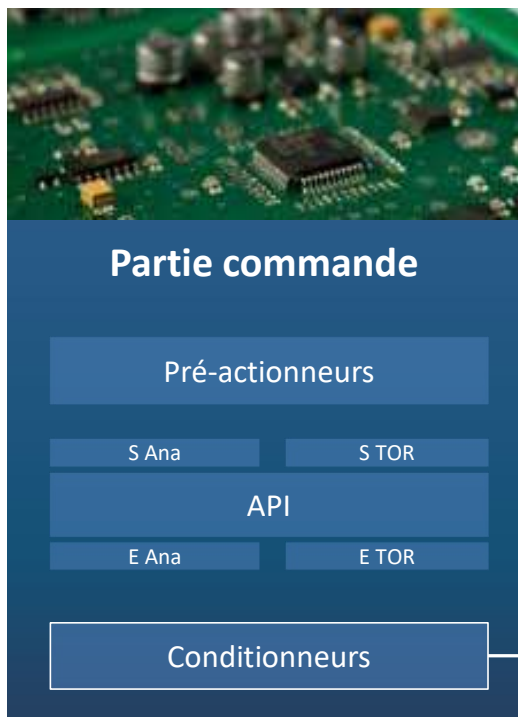 Partie commande
Pré-actionneurs
S Ana S TOR
API
E Ana E TOR
Conditionneurs